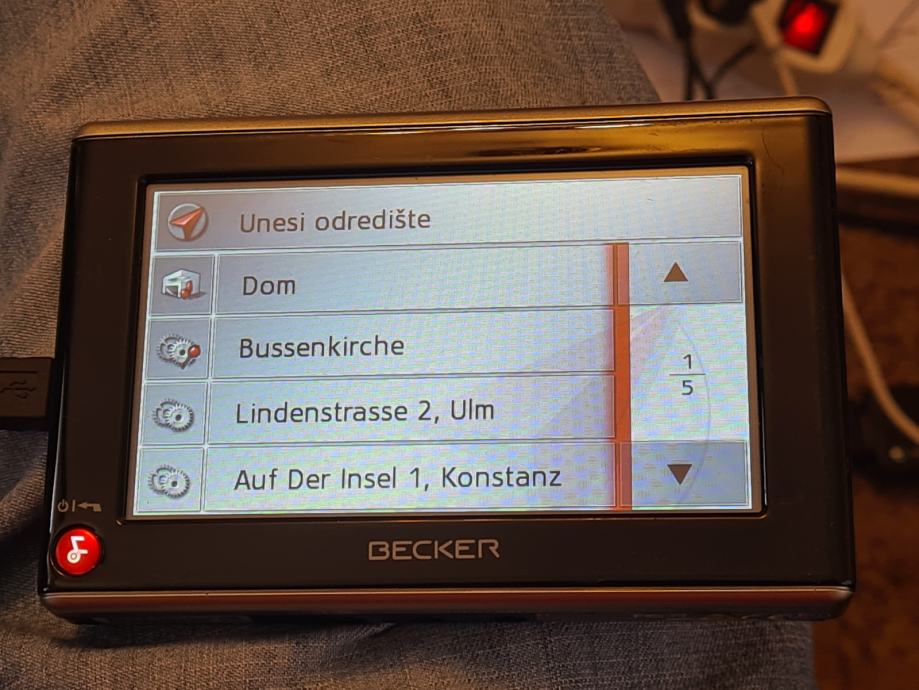 Unesi odredište
Dom
Bussenkirche
Lindenstrasse 2, Ulm
Auf Der Insel 1, Konstanz
1
5
BECKER